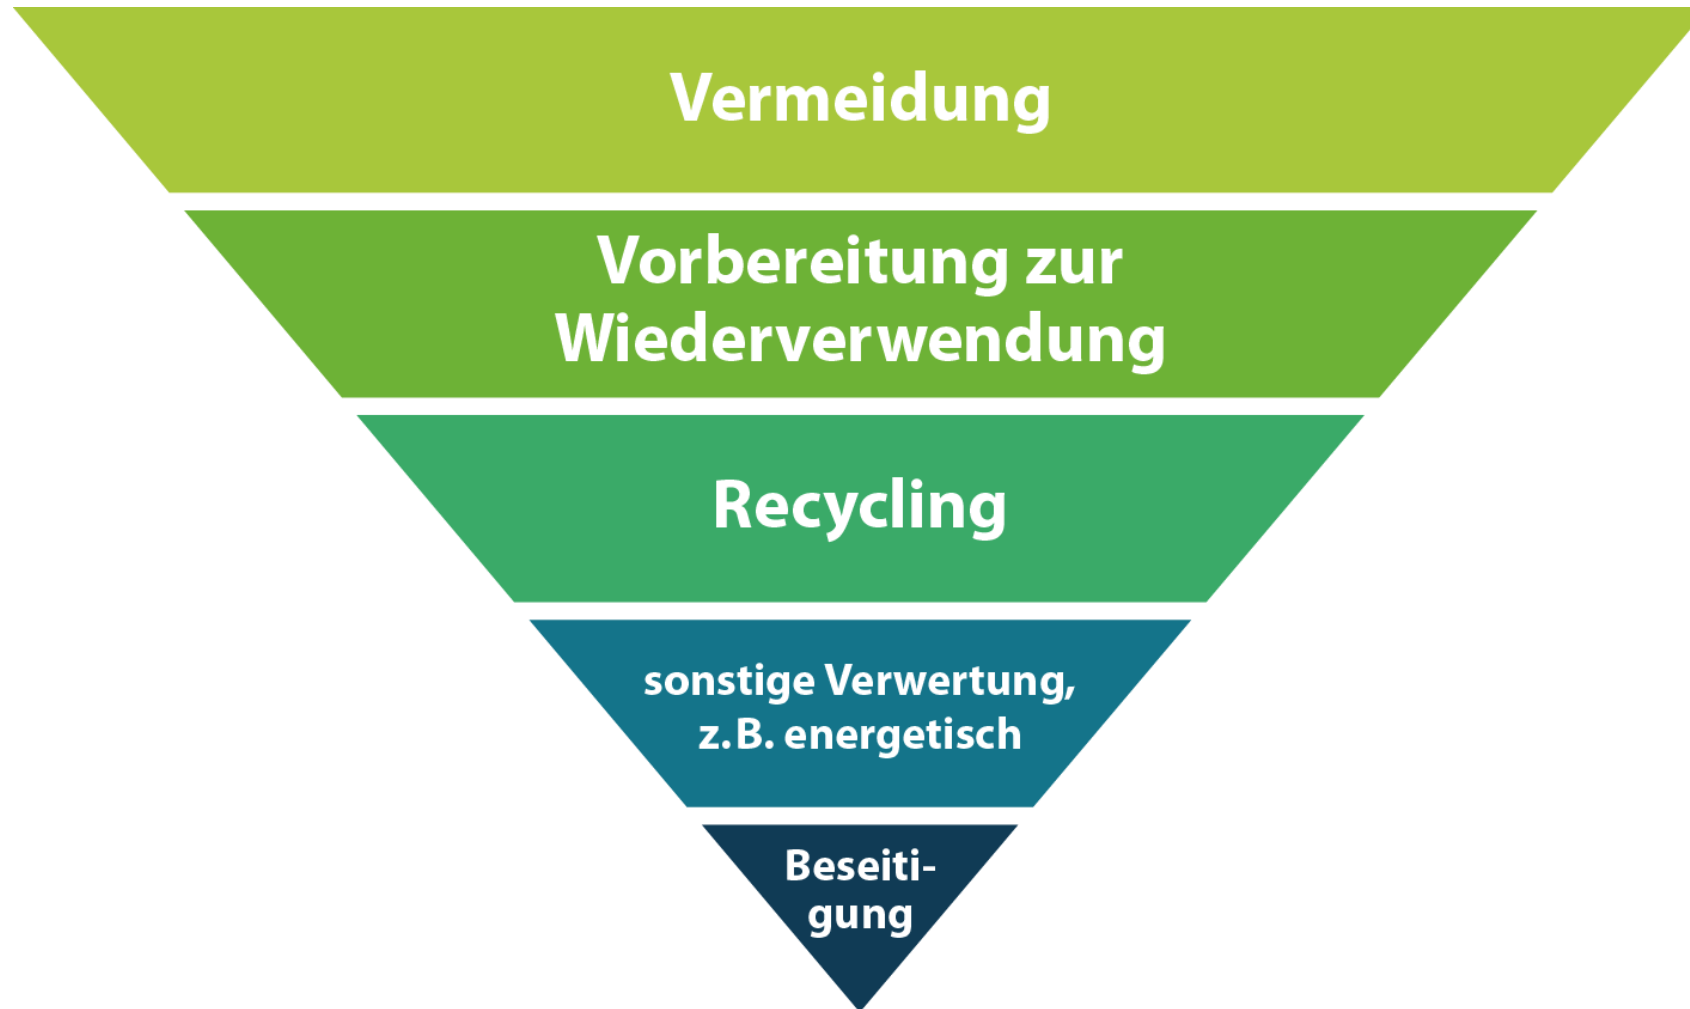 Vermeidung
Vorbereitung zur
Wiederverwendung
Recycling
sonstige Verwertung,
z. B. energetisch
Beseiti-
gung